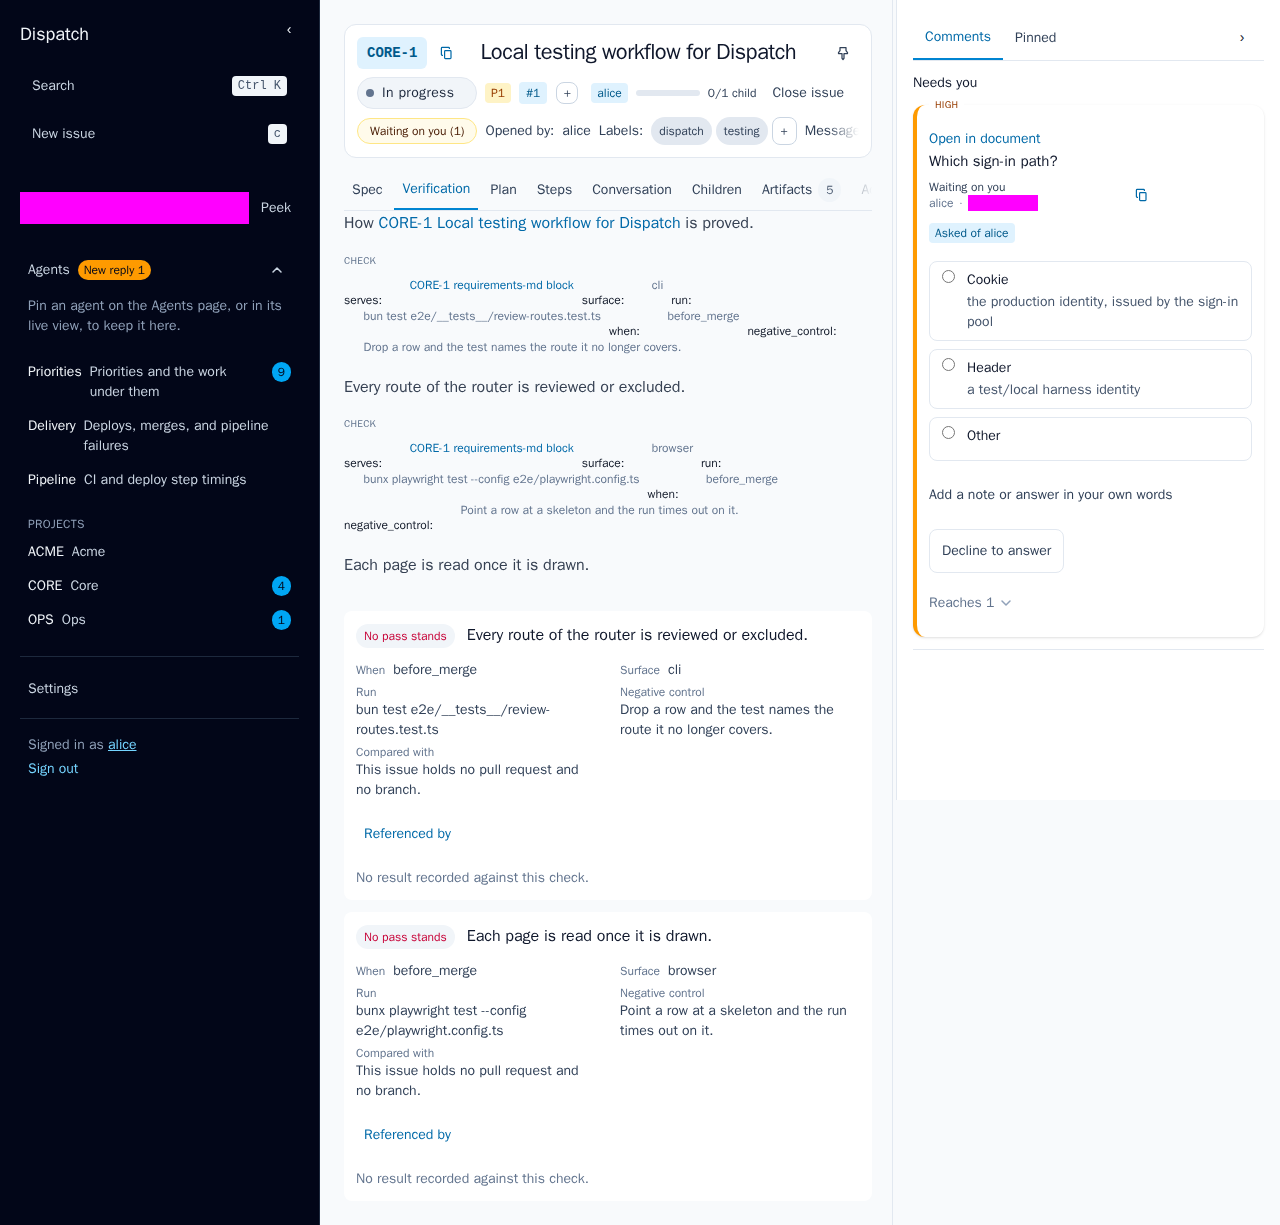 Dispatch
Search
Ctrl K
New issue
C
Peek
Agents
New reply 1
Pin an agent on the Agents page, or in its
live view, to keep it here.
Priorities
Priorities and the work
under them
9
Delivery
Deploys, merges, and pipeline
failures
Pipeline
CI and deploy step timings
PROJECTS
ACME Acme
CORE Core
4
OPS Ops
1
Settings
Signed in as alice
Sign out
CORE-1
Local testing workflow for Dispatch
In progress
P1
#1
+
alice
0/1 child
Close issue
Waiting on you (1)
Opened by: alice
Labels:
dispatch
testing
+
Message
Spec
Verification
Plan
Steps
Conversation
Children
Artifacts
5
How CORE-1 Local testing workflow for Dispatch is proved.
CHECK
serves: CORE-1 requirements-md block
surface: cli
run: bun test e2e/__tests__/review-routes.test.ts
when: before_merge
negative_control: Drop a row and the test names the route it no longer covers.
Every route of the router is reviewed or excluded.
CHECK
serves: CORE-1 requirements-md block
surface: browser
run: bunx playwright test --config e2e/playwright.config.ts
when: before_merge
negative_control: Point a row at a skeleton and the run times out on it.
Each page is read once it is drawn.
No pass stands
Every route of the router is reviewed or excluded.
When before_merge
Surface cli
Run
bun test e2e/__tests__/review-
routes.test.ts
Negative control
Drop a row and the test names the
route it no longer covers.
Compared with
This issue holds no pull request and
no branch.
Referenced by
No result recorded against this check.
No pass stands
Each page is read once it is drawn.
When before_merge
Surface browser
Run
bunx playwright test --config
e2e/playwright.config.ts
Negative control
Point a row at a skeleton and the run
times out on it.
Compared with
This issue holds no pull request and
no branch.
Referenced by
No result recorded against this check.
Comments
Pinned
Needs you
HIGH
Open in document
Which sign-in path?
Waiting on you
alice ·
Asked of alice
Cookie
the production identity, issued by the sign-in
pool
Header
a test/local harness identity
Other
Add a note or answer in your own words
Decline to answer
Reaches 1